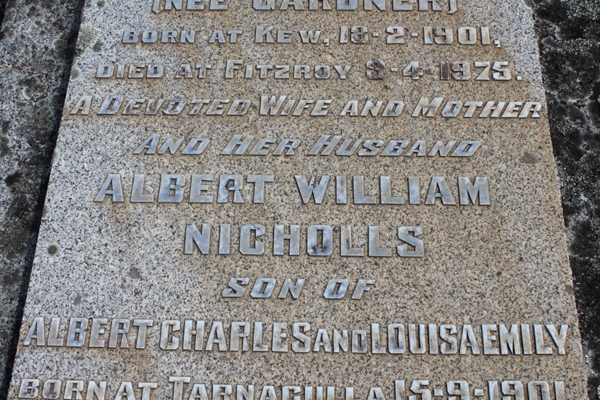 (NEE GARDNER)
BORN AT KEW, 18-2-1901,
DIED AT FITZROY 3-4-1975.
A DEVOTED WIFE AND MOTHER
AND HER HUSBAND
ALBERT WILLIAM
NICHOLLS
SON OF
ALBERT CHARLES AND LOUISA EMILY
BORN AT TARNAGULLA 15-9-1901